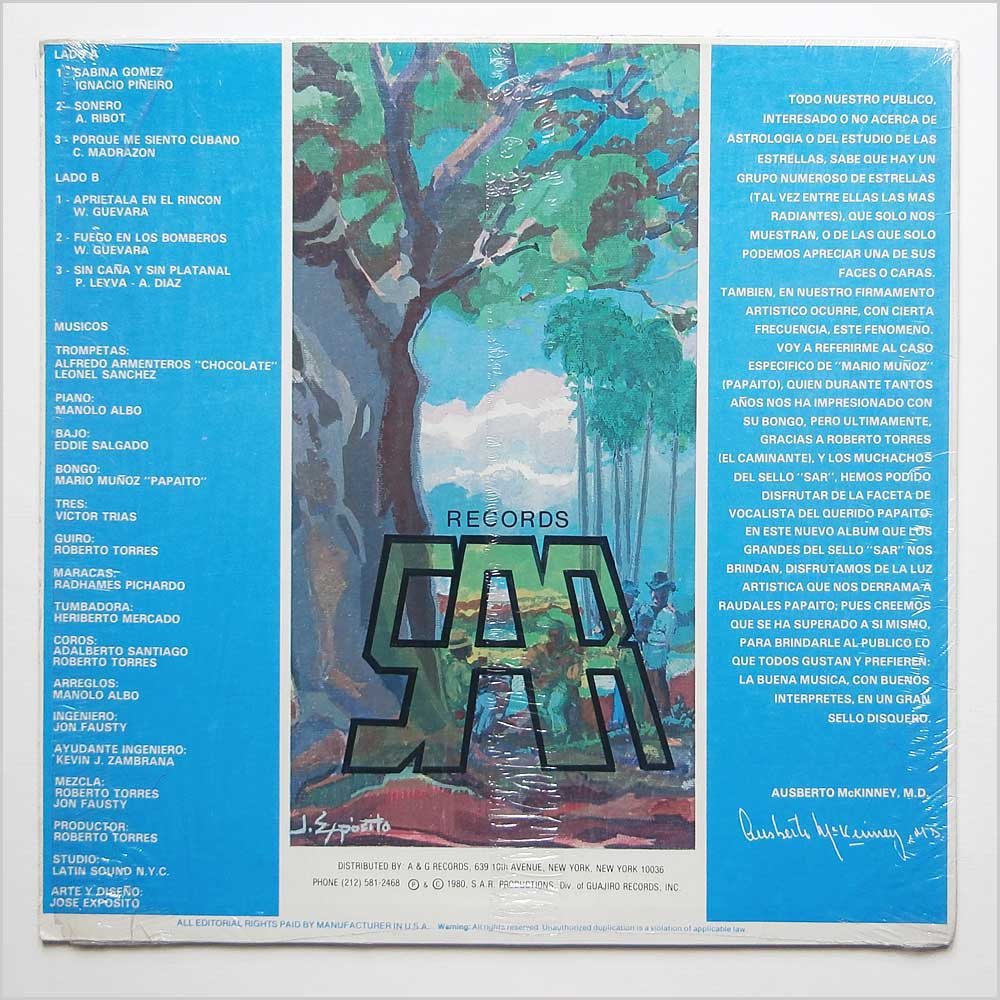 LADO A
1 - SABINA GOMEZ
IGNACIO PIÑEIRO
2 - SONERO
A. RIBOT
3 - PORQUE ME SIENTO CUBANO
C. MADRAZON
LADO B
1 - APRIETALA EN EL RINCON
W. GUEVARA
2 - FUEGO EN LOS BOMBEROS
W. GUEVARA
3 - SIN CAÑA Y SIN PLATANAL
P. LEYVA - A. DIAZ
MUSICOS
TROMPETAS:
ALFREDO ARMENTEROS "CHOCOLATE"
LEONEL SANCHEZ
PIANO:
MANOLO ALBO
BAJO:
EDDIE SALGADO
BONGO:
MARIO MUÑOZ "PAPAITO"
TRES:
VICTOR TRIAS
GUIRO:
ROBERTO TORRES
MARACAS:
RADHAMES PICHARDO
TUMBADORA:
HERIBERTO MERCADO
COROS:
ADALBERTO SANTIAGO
ROBERTO TORRES
ARREGLOS:
MANOLO ALBO
INGENIERO:
JON FAUSTY
AYUDANTE INGENIERO:
KEVIN J. ZAMBRANA
MEZCLA:
ROBERTO TORRES
JON FAUSTY
PRODUCTOR:
ROBERTO TORRES
STUDIO:
LATIN SOUND N.Y.C.
ARTE Y DISEÑO:
JOSE EXPOSITO
RECORDS
SAR
J. Expósito
DISTRIBUTED BY: A & G RECORDS, 639 10th AVENUE, NEW YORK, NEW YORK 10036
PHONE (212) 581-2468 Ⓟ & © 1980, S.A.R. PRODUCTIONS, Div. of GUAJIRO RECORDS, INC.
TODO NUESTRO PUBLICO,
INTERESADO O NO ACERCA DE
ASTROLOGIA O DEL ESTUDIO DE LAS
ESTRELLAS, SABE QUE HAY UN
GRUPO NUMEROSO DE ESTRELLAS
(TAL VEZ ENTRE ELLAS LAS MAS
RADIANTES), QUE SOLO NOS
MUESTRAN, O DE LAS QUE SOLO
PODEMOS APRECIAR UNA DE SUS
FACES O CARAS.
TAMBIEN, EN NUESTRO FIRMAMENTO
ARTISTICO OCURRE, CON CIERTA
FRECUENCIA, ESTE FENOMENO.
VOY A REFERIRME AL CASO
ESPECIFICO DE "MARIO MUÑOZ"
(PAPAITO), QUIEN DURANTE TANTOS
AÑOS NOS HA IMPRESIONADO CON
SU BONGO, PERO ULTIMAMENTE,
GRACIAS A ROBERTO TORRES
(EL CAMINANTE), Y LOS MUCHACHOS
DEL SELLO "SAR", HEMOS PODIDO
DISFRUTAR DE LA FACETA DE
VOCALISTA DEL QUERIDO PAPAITO.
EN ESTE NUEVO ALBUM QUE LOS
GRANDES DEL SELLO "SAR" NOS
BRINDAN, DISFRUTAMOS DE LA LUZ
ARTISTICA QUE NOS DERRAMA A
RAUDALES PAPAITO; PUES CREEMOS
QUE SE HA SUPERADO A SI MISMO,
PARA BRINDARLE AL PUBLICO LO
QUE TODOS GUSTAN Y PREFIEREN:
LA BUENA MUSICA, CON BUENOS
INTERPRETES, EN UN GRAN
SELLO DISQUERO.
AUSBERTO McKINNEY, M.D.
Ausberto McKinney, MD
ALL EDITORIAL RIGHTS PAID BY MANUFACTURER IN U.S.A. Warning: All rights reserved. Unauthorized duplication is a violation of applicable law.